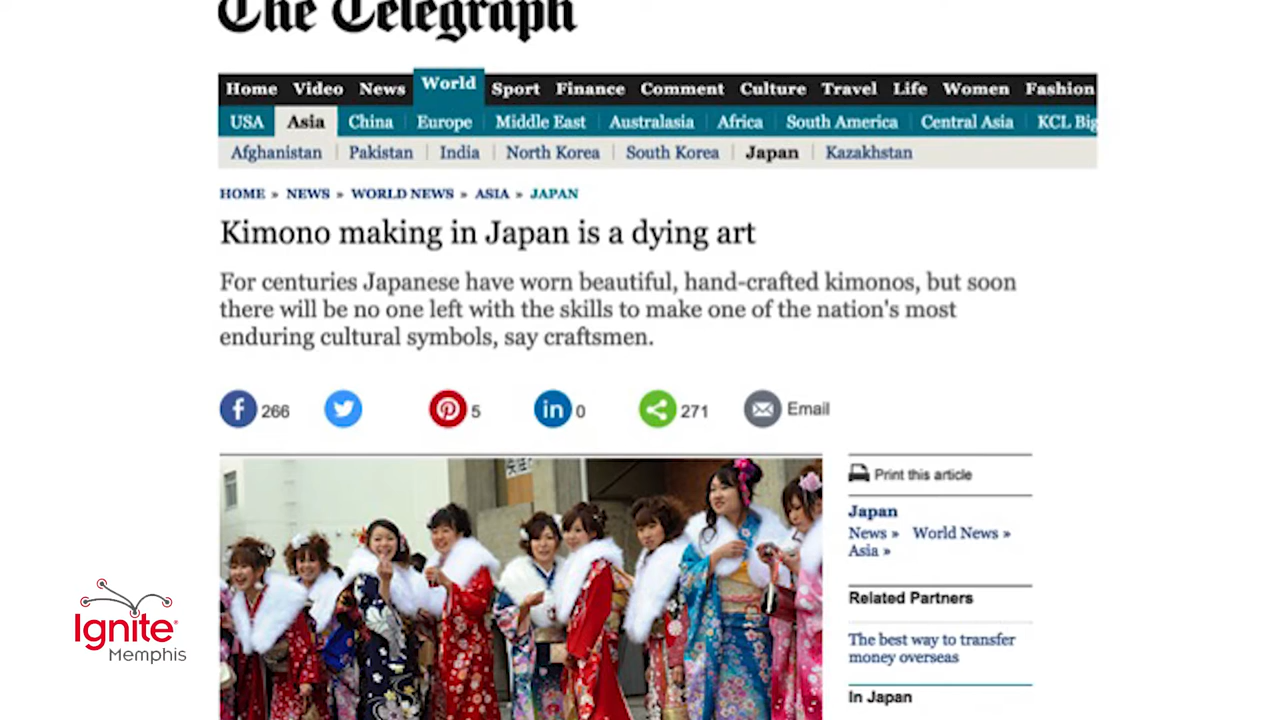 The Telegraph
Home Video News World Sport Finance Comment Culture Travel Life Women Fashion
USA Asia China Europe Middle East Australasia Africa South America Central Asia KCL Big
Afghanistan Pakistan India North Korea South Korea Japan Kazakhstan
HOME » NEWS » WORLD NEWS » ASIA » JAPAN
Kimono making in Japan is a dying art
For centuries Japanese have worn beautiful, hand-crafted kimonos, but soon
there will be no one left with the skills to make one of the nation's most
enduring cultural symbols, say craftsmen.
f 266 5 in 0 271 Email
Print this article
Japan
News » World News »
Asia »
Related Partners
The best way to transfer
money overseas
In Japan
Ignite®
Memphis